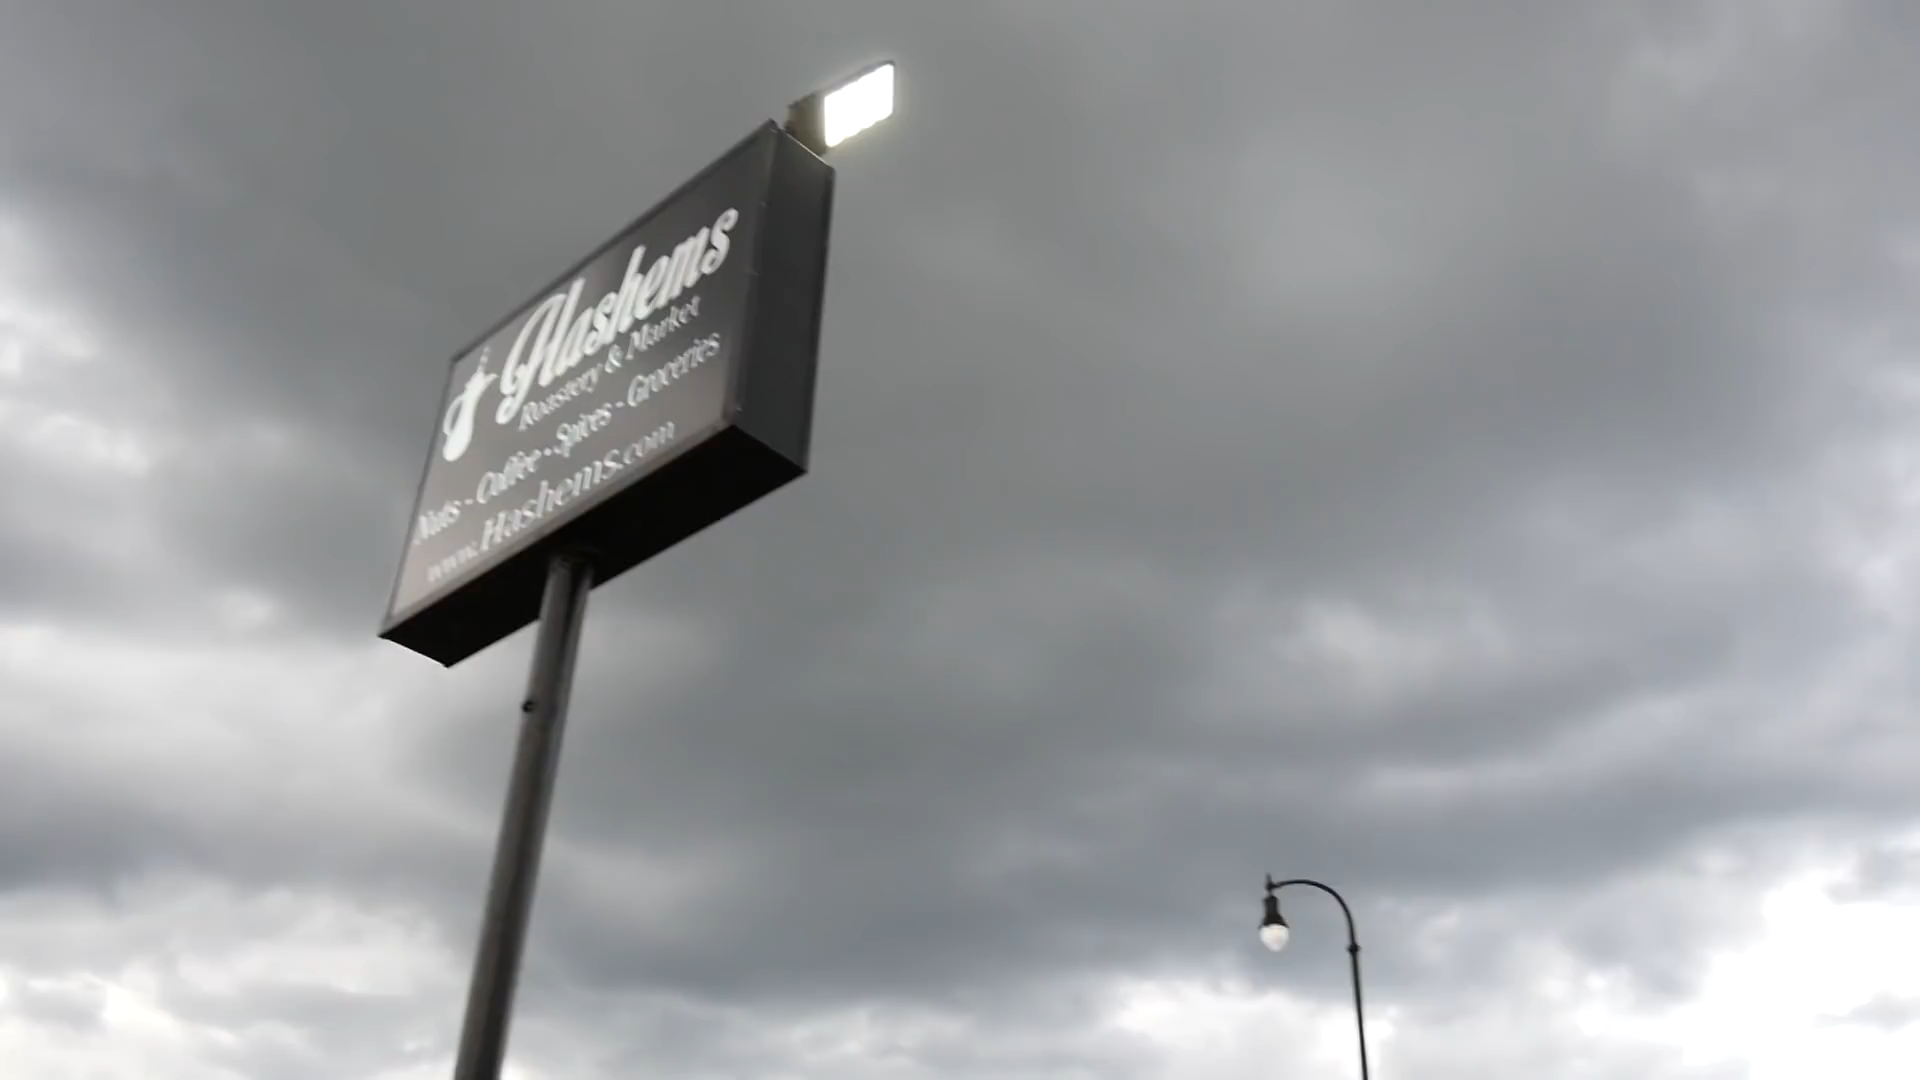 Hashems
Roastery & Market
Nuts - Coffee - Spices - Groceries
www.Hashems.com